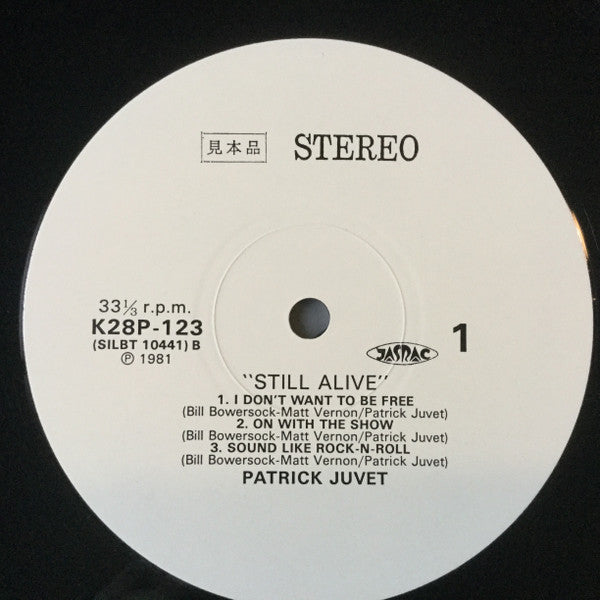 見本品 STEREO
33⅓ r.p.m.
K28P-123
(SILBT 10441) B
Ⓟ 1981
JASRAC
1
"STILL ALIVE"
1. I DON'T WANT TO BE FREE
(Bill Bowersock-Matt Vernon/Patrick Juvet)
2. ON WITH THE SHOW
(Bill Bowersock-Matt Vernon/Patrick Juvet)
3. SOUND LIKE ROCK-N-ROLL
(Bill Bowersock-Matt Vernon/Patrick Juvet)
PATRICK JUVET